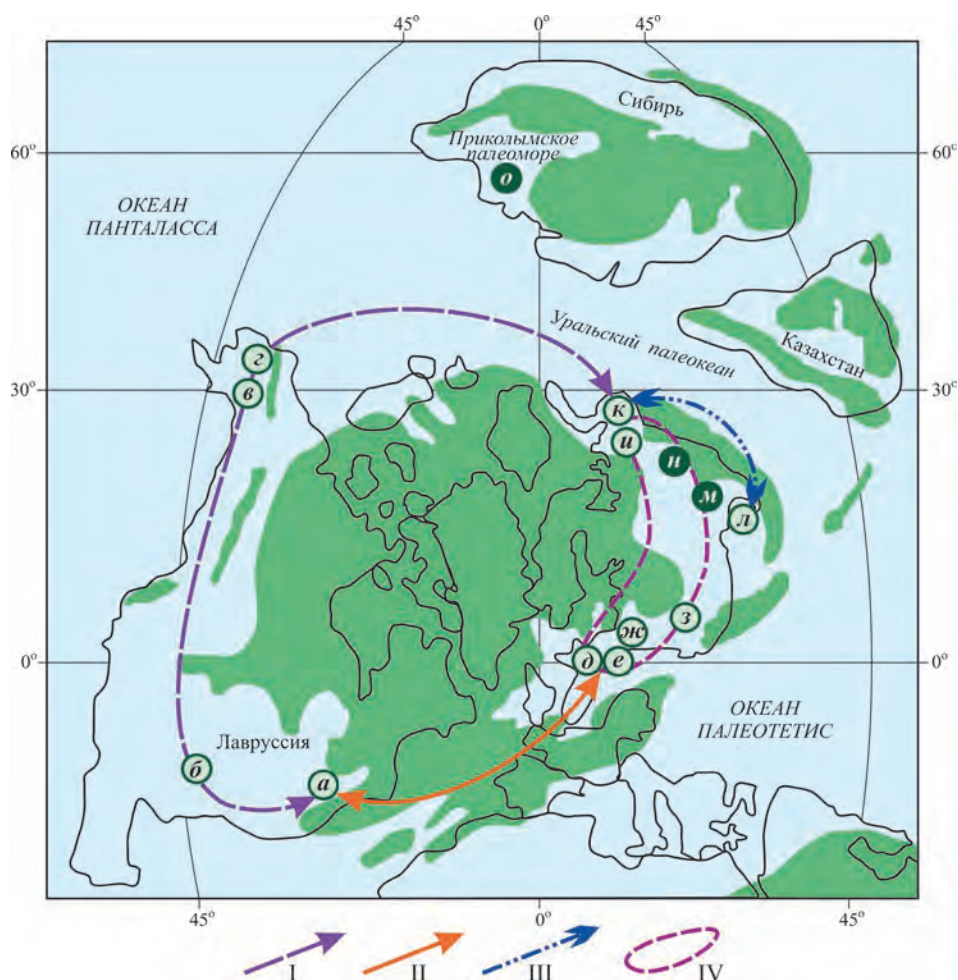 45° 0° 45°
Сибирь
60° Приколымское 60°
палеоморе
о
ОКЕАН
ПАНТАЛАССА
Уральский палеокеан
Казахстан
г
30° в 30°
к
и
н
м
л
з
ж
0° д е 0°
ОКЕАН
ПАЛЕОТЕТИС
Лавруссия
б
а
45° 0° 45°
I II III IV